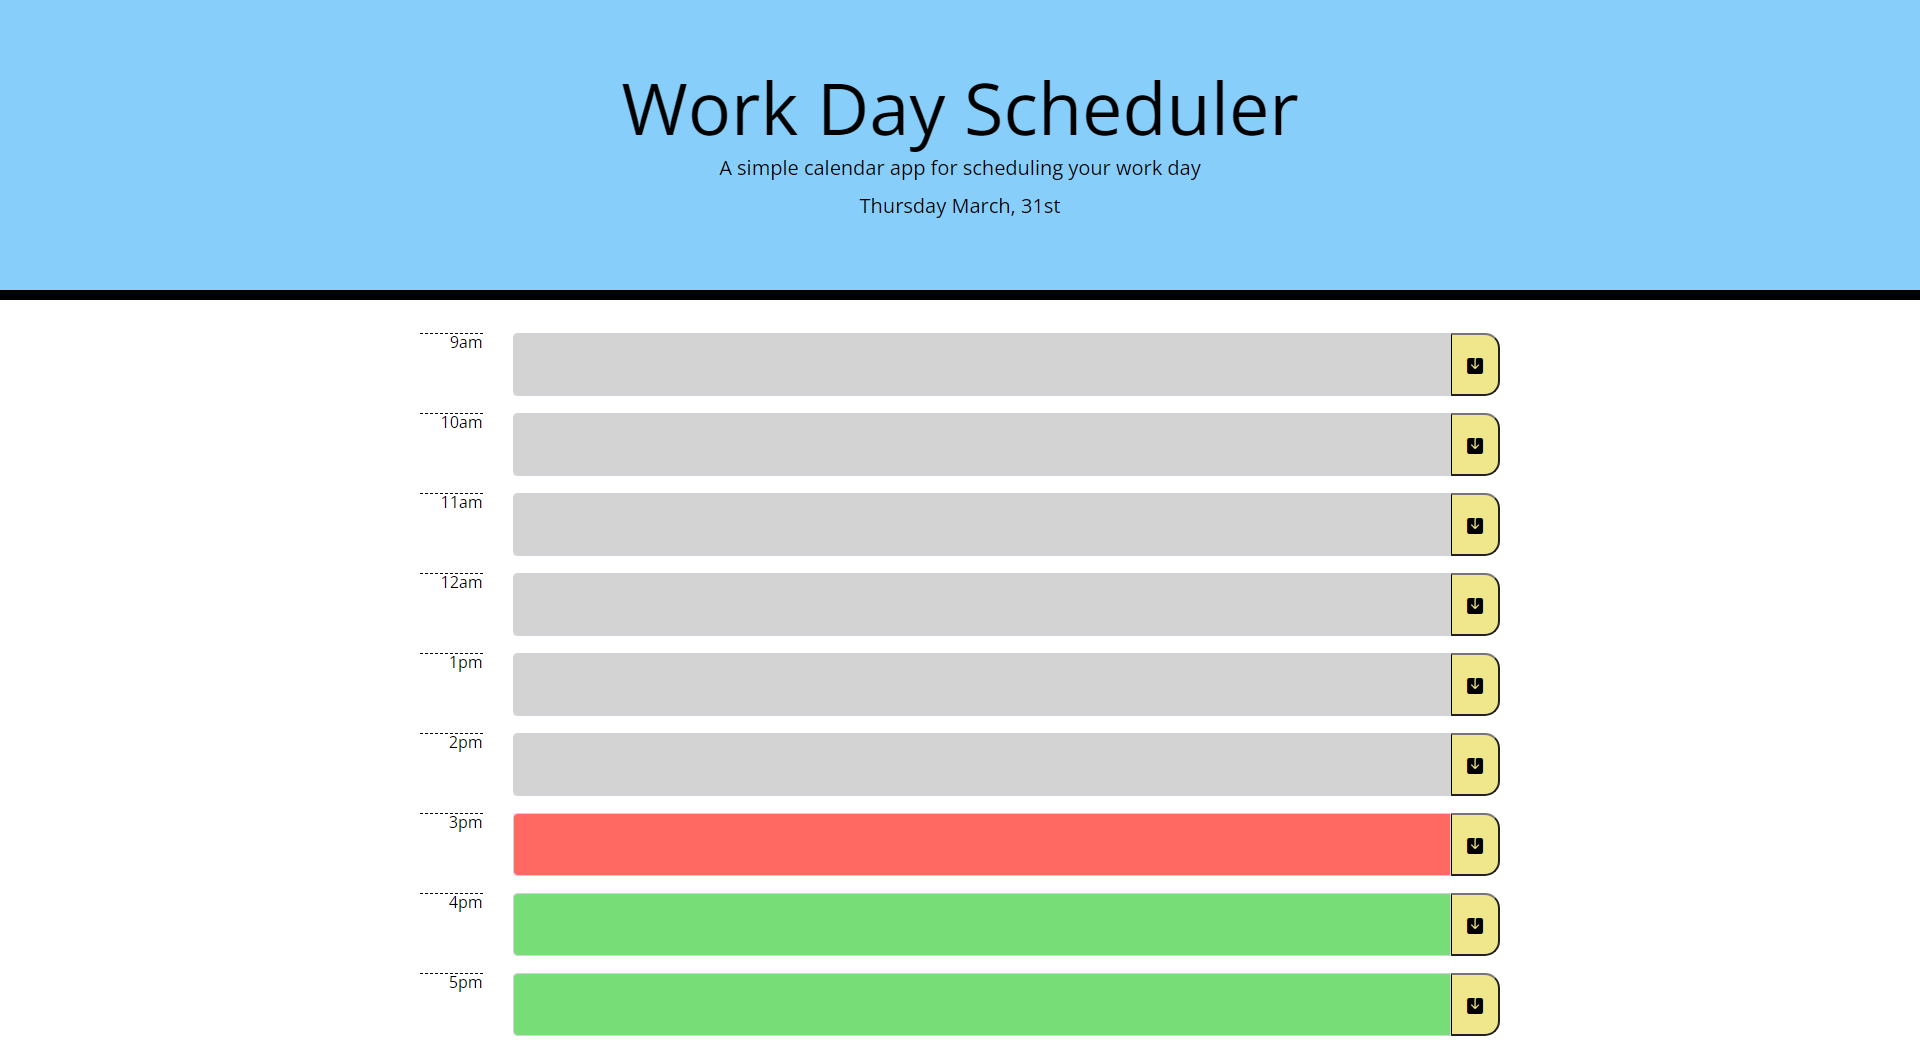 Work Day Scheduler
A simple calendar app for scheduling your work day
Thursday March, 31st
9am
10am
11am
12am
1pm
2pm
3pm
4pm
5pm